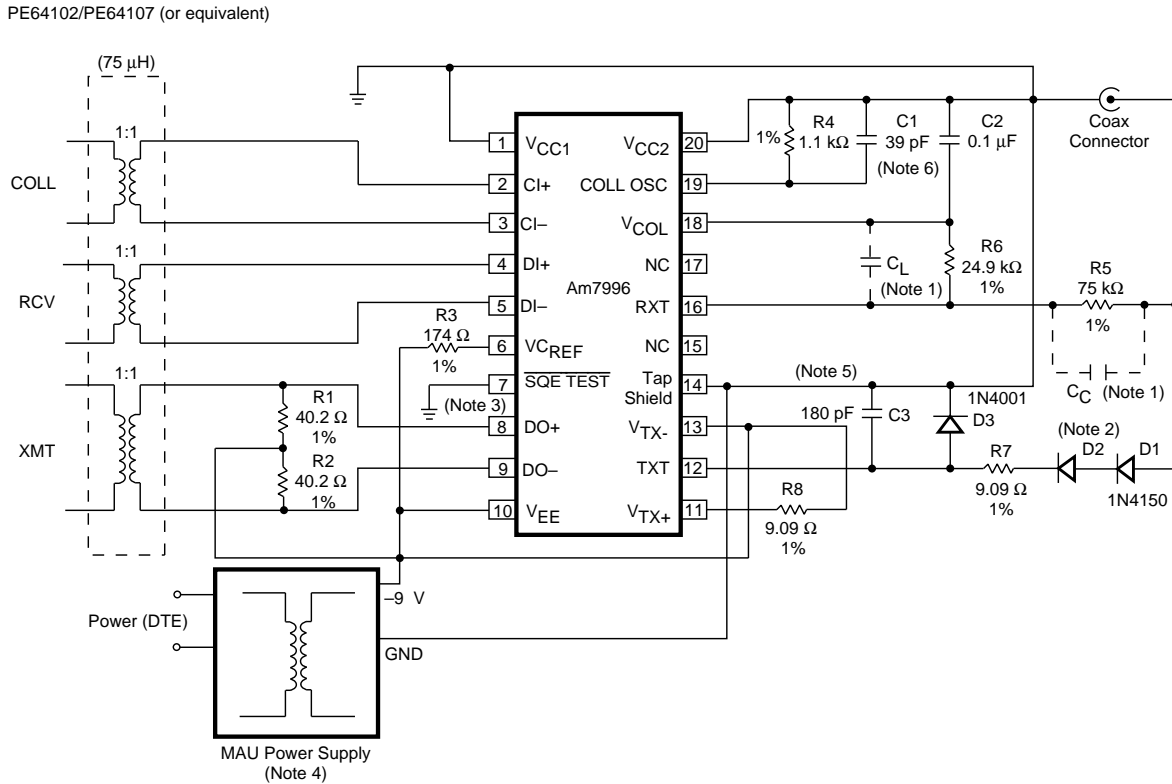 PE64102/PE64107 (or equivalent)
(75 μH)
1:1
COLL
1:1
RCV
1:1
XMT
R1
40.2 Ω
1%
R2
40.2 Ω
1%
R3
174 Ω
1%
(Note 3)
1 VCC1
2 CI+
3 CI–
4 DI+
5 DI–
6 VCREF
7 SQE TEST
8 DO+
9 DO–
10 VEE
Am7996
VCC2 20
COLL OSC 19
VCOL 18
NC 17
RXT 16
NC 15
Tap Shield 14
VTX- 13
TXT 12
VTX+ 11
1%
R4
1.1 kΩ
C1
39 pF
(Note 6)
C2
0.1 μF
Coax
Connector
CL
(Note 1)
R6
24.9 kΩ
1%
R5
75 kΩ
1%
CC
(Note 1)
(Note 5)
180 pF
C3
1N4001
D3
(Note 2)
D2
D1
1N4150
R7
9.09 Ω
1%
R8
9.09 Ω
1%
–9 V
Power (DTE)
GND
MAU Power Supply
(Note 4)